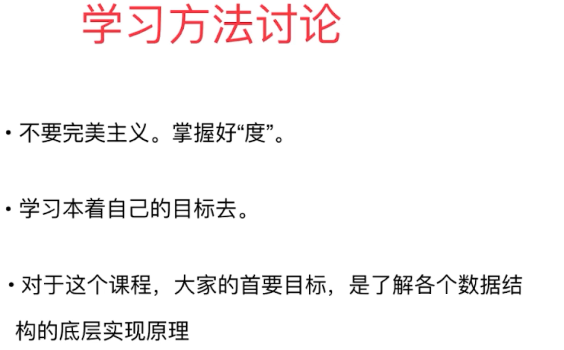 学习方法讨论
• 不要完美主义。掌握好“度”。
• 学习本着自己的目标去。
• 对于这个课程，大家的首要目标，是了解各个数据结
构的底层实现原理